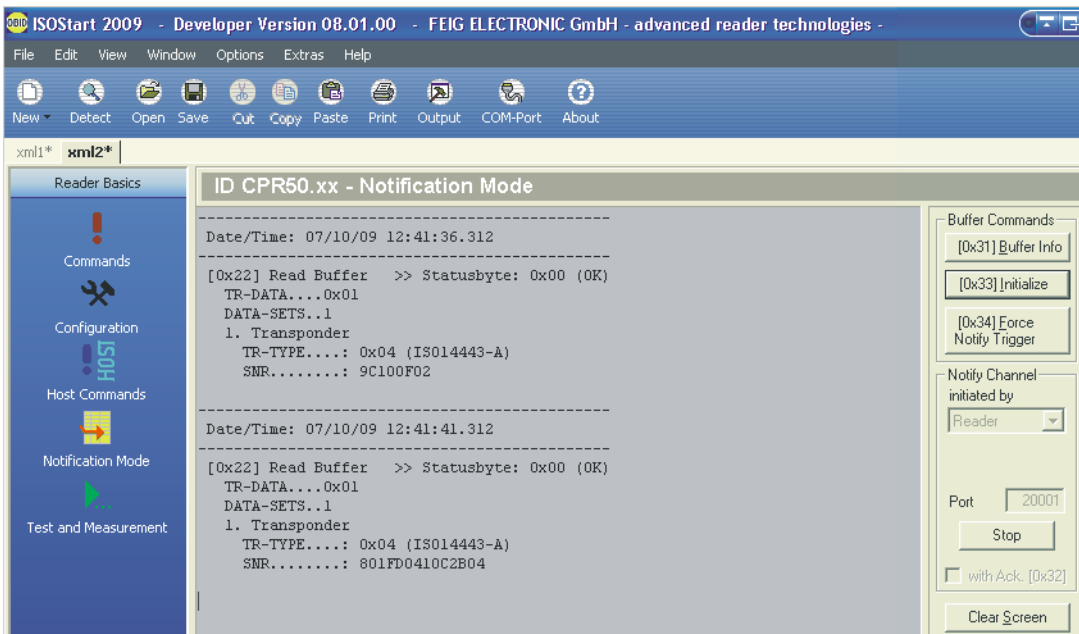 OBID ISOStart 2009 - Developer Version 08.01.00 - FEIG ELECTRONIC GmbH - advanced reader technologies -
File Edit View Window Options Extras Help
New Detect Open Save Cut Copy Paste Print Output COM-Port About
xml1* xml2*
Reader Basics
Commands
Configuration
HOST
Host Commands
Notification Mode
Test and Measurement
ID CPR50.xx - Notification Mode
--------------------------------------------------
Date/Time: 07/10/09 12:41:36.312
--------------------------------------------------
[0x22] Read Buffer >> Statusbyte: 0x00 (OK)
TR-DATA....0x01
DATA-SETS..1
1. Transponder
TR-TYPE....: 0x04 (ISO14443-A)
SNR........: 9C100F02
--------------------------------------------------
Date/Time: 07/10/09 12:41:41.312
--------------------------------------------------
[0x22] Read Buffer >> Statusbyte: 0x00 (OK)
TR-DATA....0x01
DATA-SETS..1
1. Transponder
TR-TYPE....: 0x04 (ISO14443-A)
SNR........: 801FD0410C2B04
Buffer Commands
[0x31] Buffer Info
[0x33] Initialize
[0x34] Force
Notify Trigger
Notify Channel
initiated by
Reader
Port 20001
Stop
with Ack. [0x32]
Clear Screen